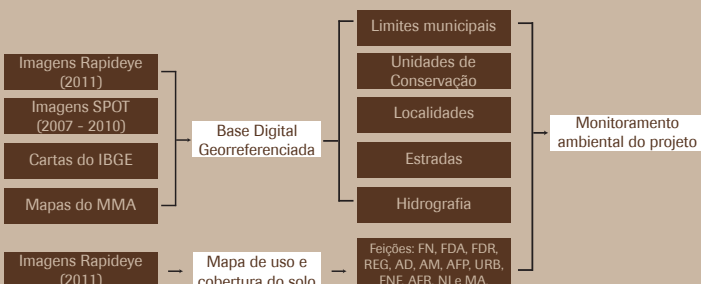 Imagens Rapideye
(2011)
Imagens SPOT
(2007 - 2010)
Cartas do IBGE
Mapas do MMA
Base Digital
Georreferenciada
Limites municipais
Unidades de
Conservação
Localidades
Estradas
Hidrografia
Monitoramento
ambiental do projeto
Imagens Rapideye
(2011)
Mapa de uso e
cobertura do solo
Feições: FN, FDA, FDR,
REG, AD, AM, AFP, URB,
FNE, AFR, NI e MA